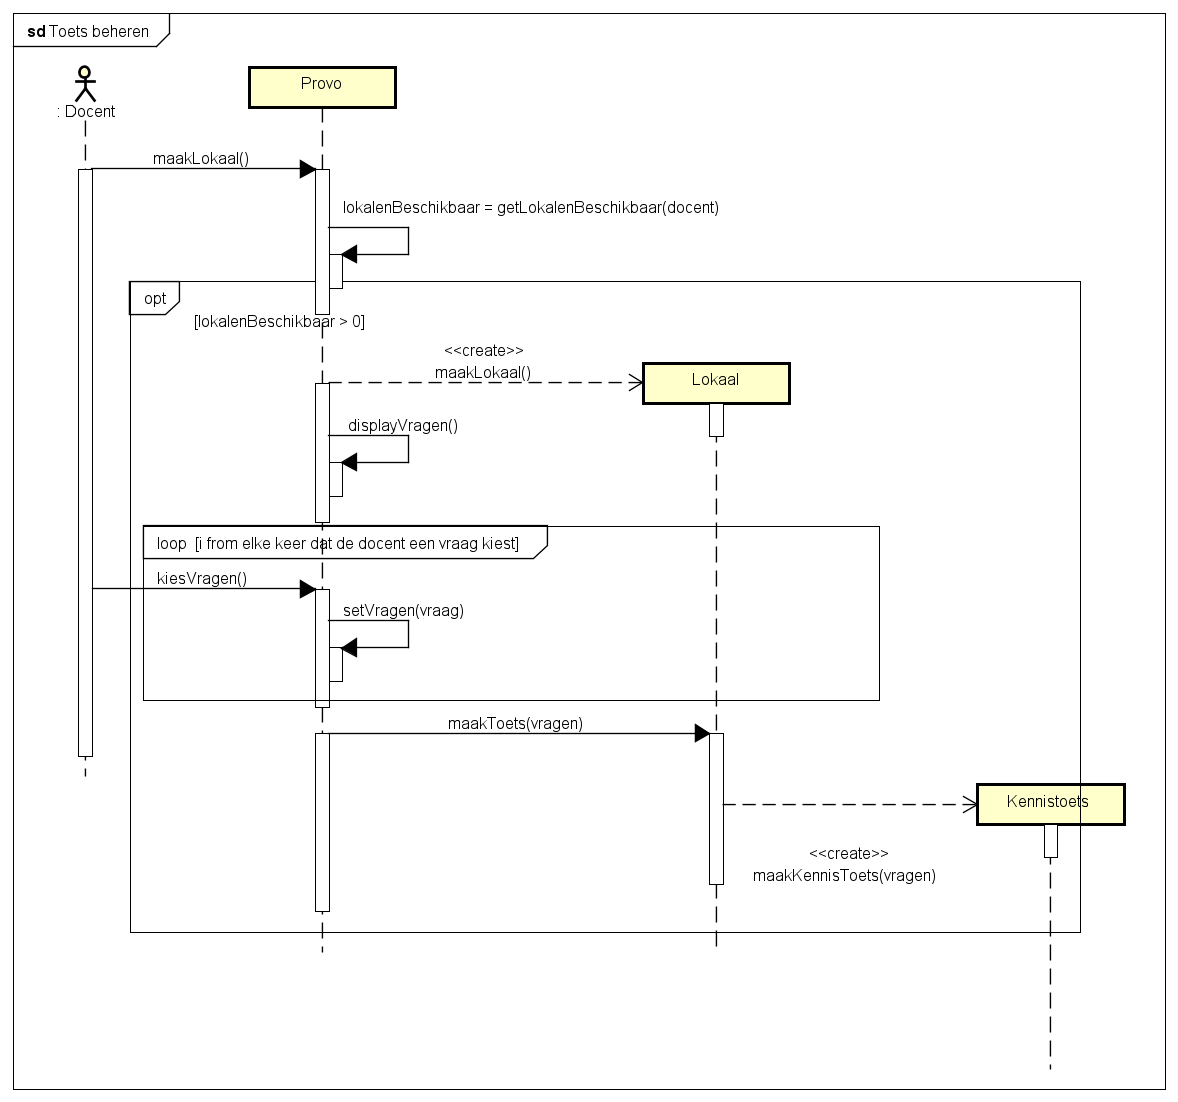 sd Toets beheren
: Docent
Provo
maakLokaal()
lokalenBeschikbaar = getLokalenBeschikbaar(docent)
opt
[lokalenBeschikbaar > 0]
<<create>>
maakLokaal()
Lokaal
displayVragen()
loop [i from elke keer dat de docent een vraag kiest]
kiesVragen()
setVragen(vraag)
maakToets(vragen)
Kennistoets
<<create>>
maakKennisToets(vragen)